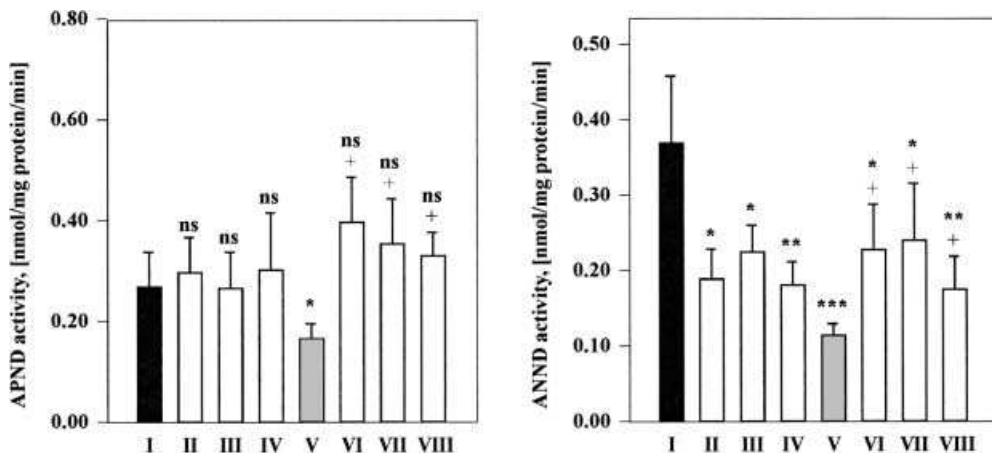 APND activity, [nmol/mg protein/min]
0.80
0.60
0.40
0.20
0.00
ns
ns
ns
*
ns
+
ns
+
ns
+
I II III IV V VI VII VIII
ANND activity, [nmol/mg protein/min]
0.50
0.40
0.30
0.20
0.10
0.00
*
*
**
***
*
+
*
+
**
+
I II III IV V VI VII VIII